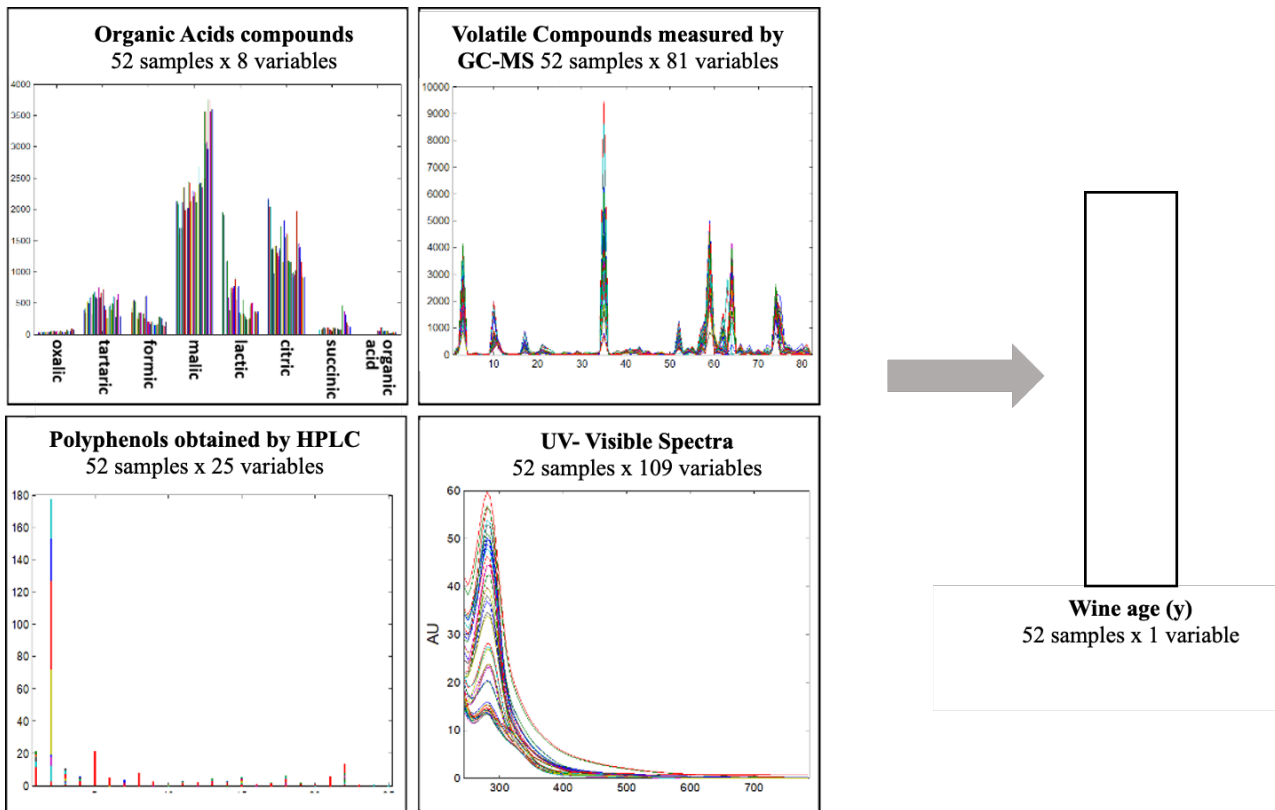 Organic Acids compounds
52 samples x 8 variables
4000
3500
3000
2500
2000
1500
1000
500
0
oxalic
tartaric
formic
malic
lactic
citric
succinic
organic
acid
Volatile Compounds measured by
GC-MS 52 samples x 81 variables
10000
9000
8000
7000
6000
5000
4000
3000
2000
1000
0
10 20 30 40 50 60 70 80
Polyphenols obtained by HPLC
52 samples x 25 variables
180
160
140
120
100
80
60
40
20
0
UV- Visible Spectra
52 samples x 109 variables
60
50
40
30
20
10
0
AU
300 400 500 600 700
Wine age (y)
52 samples x 1 variable